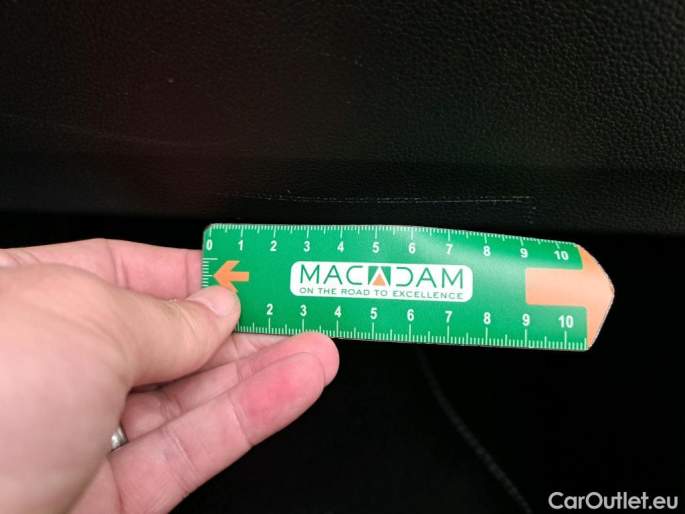 0 1 2 3 4 5 6 7 8 9 10
MACADAM
ON THE ROAD TO EXCELLENCE
2 3 4 5 6 7 8 9 10
CarOutlet.eu